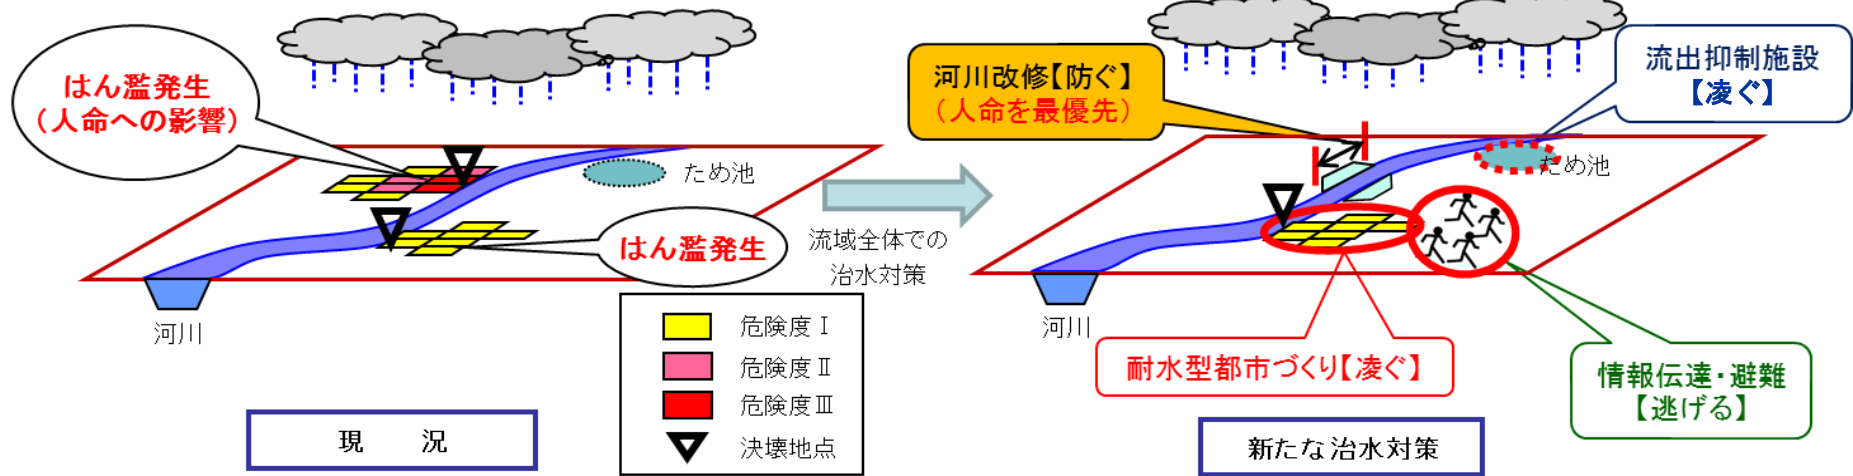 はん濫発生
(人命への影響)
ため池
はん濫発生
河川
危険度Ⅰ
危険度Ⅱ
危険度Ⅲ
決壊地点
現　　況
流域全体での
治水対策
河川改修【防ぐ】
(人命を最優先)
流出抑制施設
【凌ぐ】
ため池
河川
耐水型都市づくり【凌ぐ】
情報伝達・避難
【逃げる】
新たな治水対策